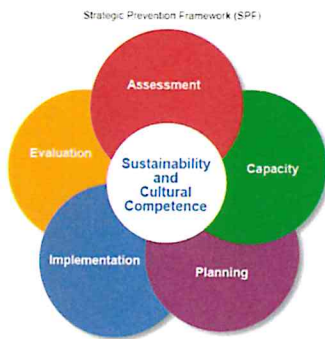 Strategic Prevention Framework (SPF)
Assessment
Evaluation
Sustainability
and
Cultural
Competence
Capacity
Implementation
Planning